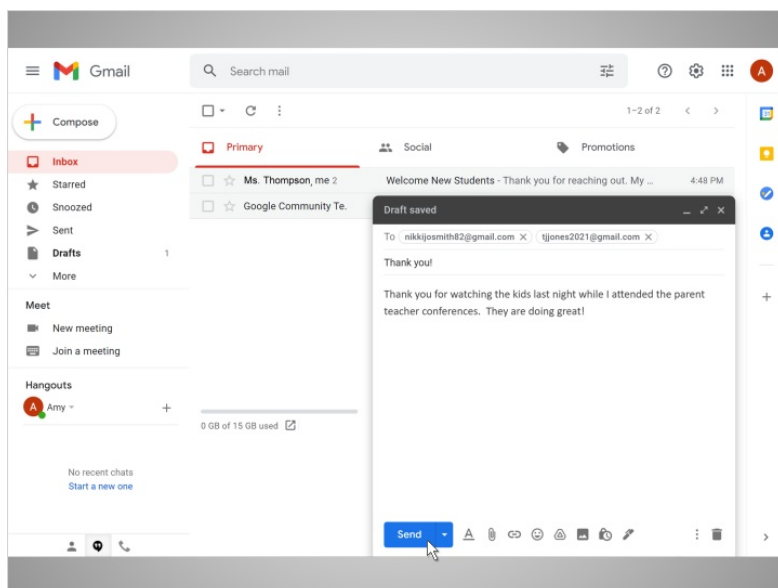 Gmail
Search mail
A
Compose
1–2 of 2
Primary
Social
Promotions
Inbox
Starred
Snoozed
Sent
Drafts 1
More
Ms. Thompson, me 2 Welcome New Students - Thank you for reaching out. My ... 4:48 PM
Google Community Te.
Draft saved
To nikkijosmith82@gmail.com tjjones2021@gmail.com
Thank you!
Thank you for watching the kids last night while I attended the parent
teacher conferences. They are doing great!
Meet
New meeting
Join a meeting
Hangouts
A Amy
0 GB of 15 GB used
No recent chats
Start a new one
Send